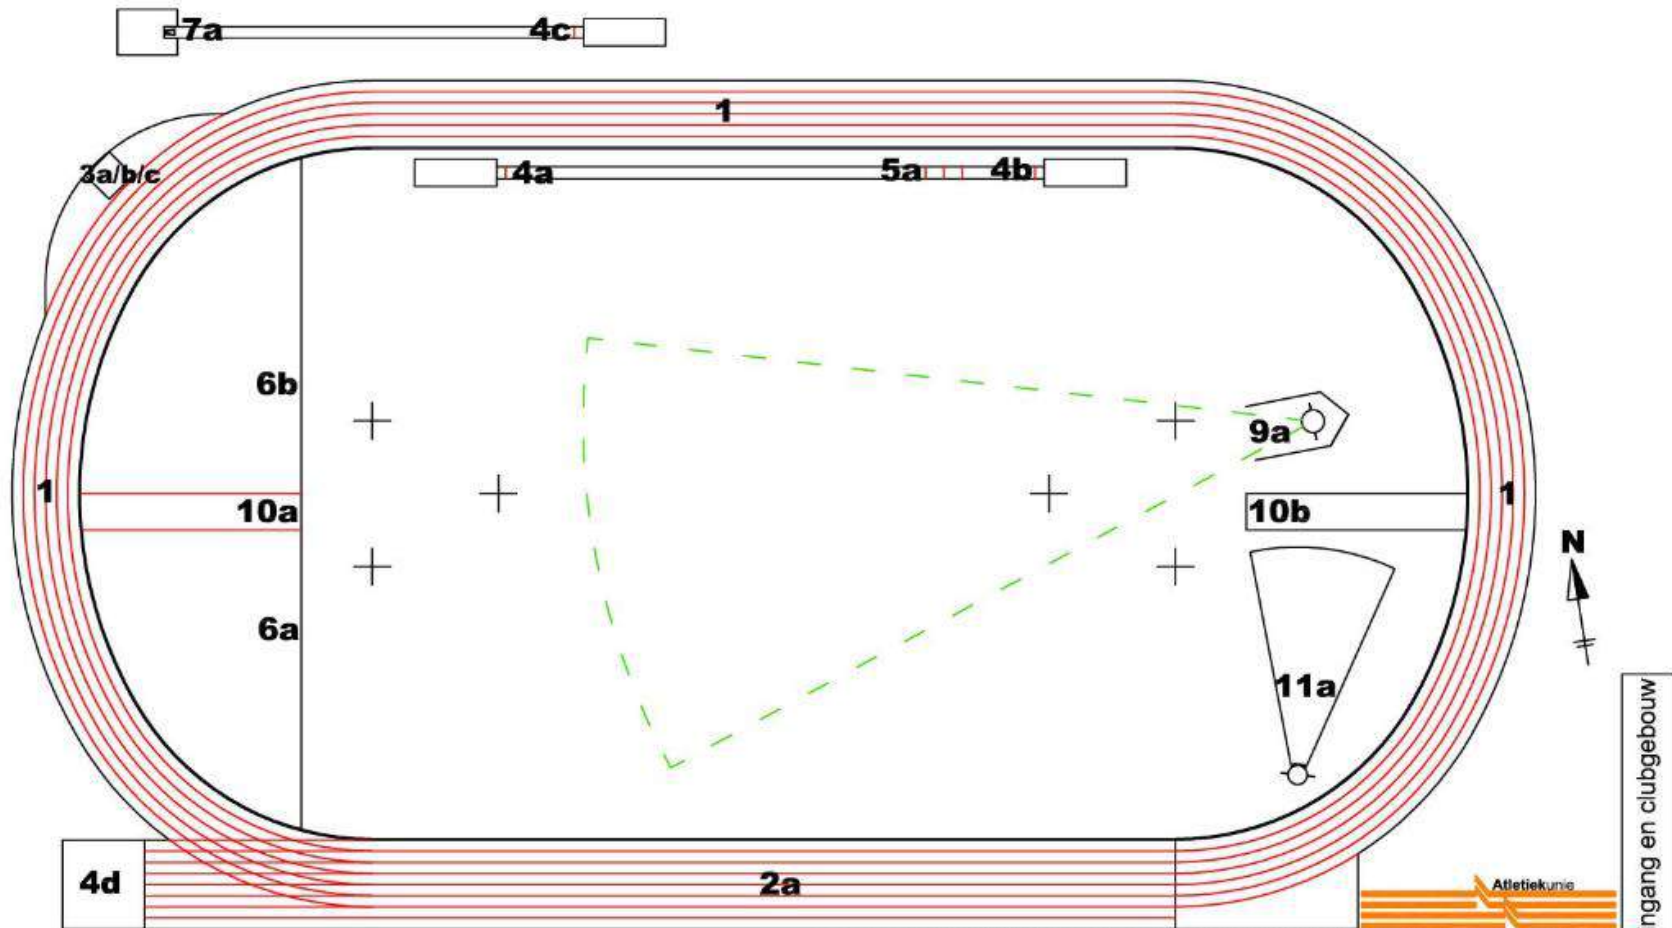 7a
4c
1
3a/b/c
4a
5a
4b
6b
9a
1
10a
10b
1
N
6a
11a
4d
2a
Atletiekunie
ngang en clubgebouw